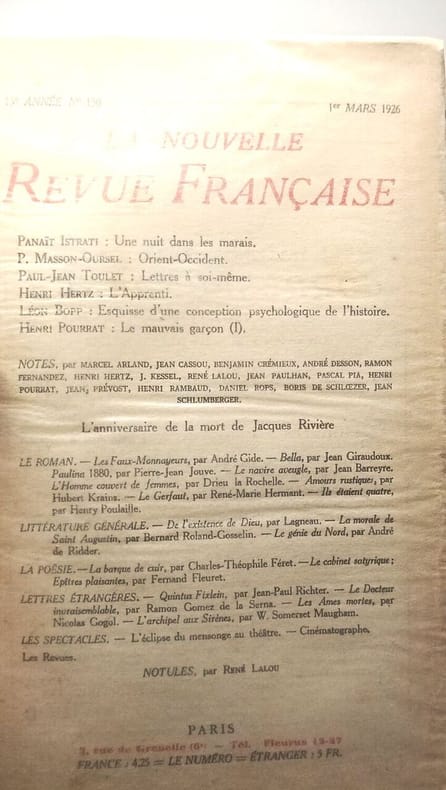 13e ANNÉE Nº 150
1er MARS 1926
LA NOUVELLE
REVUE FRANÇAISE
PANAÏT ISTRATI : Une nuit dans les marais.
P. MASSON-OURSEL : Orient-Occident.
PAUL-JEAN TOULET : Lettres à soi-même.
HENRI HERTZ : L'Apprenti.
LÉON BOPP : Esquisse d'une conception psychologique de l'histoire.
HENRI POURRAT : Le mauvais garçon (I).
NOTES, par MARCEL ARLAND, JEAN CASSOU, BENJAMIN CRÉMIEUX, ANDRÉ DESSON, RAMON
FERNANDEZ, HENRI HERTZ, J. KESSEL, RENÉ LALOU, JEAN PAULHAN, PASCAL PIA, HENRI
POURRAT, JEAN PRÉVOST, HENRI RAMBAUD, DANIEL ROPS, BORIS DE SCHLŒZER, JEAN
SCHLUMBERGER.
L'anniversaire de la mort de Jacques Rivière
LE ROMAN. — Les Faux-Monnayeurs, par André Gide. — Bella, par Jean Giraudoux.
Paulina 1880, par Pierre-Jean Jouve. — Le navire aveugle, par Jean Barreyre.
L'Homme couvert de femmes, par Drieu la Rochelle. — Amours rustiques, par
Hubert Krains. — Le Gerfaut, par René-Marie Hermant. — Ils étaient quatre,
par Henry Poulaille.
LITTÉRATURE GÉNÉRALE. — De l'existence de Dieu, par Lagneau. — La morale de
Saint Augustin, par Bernard Roland-Gosselin. — Le génie du Nord, par André
de Ridder.
LA POÉSIE. — La barque de cuir, par Charles-Théophile Féret. — Le cabinet satyrique ;
Epîtres plaisantes, par Fernand Fleuret.
LETTRES ÉTRANGÈRES. — Quintus Fixlein, par Jean-Paul Richter. — Le Docteur
invraisemblable, par Ramon Gomez de la Serna. — Les Ames mortes, par
Nicolas Gogol. — L'archipel aux Sirènes, par W. Somerset Maugham.
LES SPECTACLES. — L'éclipse du mensonge au théâtre. — Cinématographe.
Les Revues.
NOTULES, par RENÉ LALOU
PARIS
3, rue de Grenelle (6e) — Tél. Fleurus 12-27
FRANCE : 4,25 = LE NUMÉRO = ÉTRANGER : 5 FR.